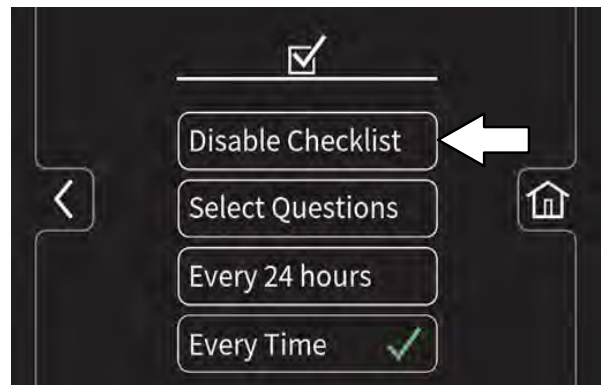 Disable Checklist
Select Questions
Every 24 hours
Every Time